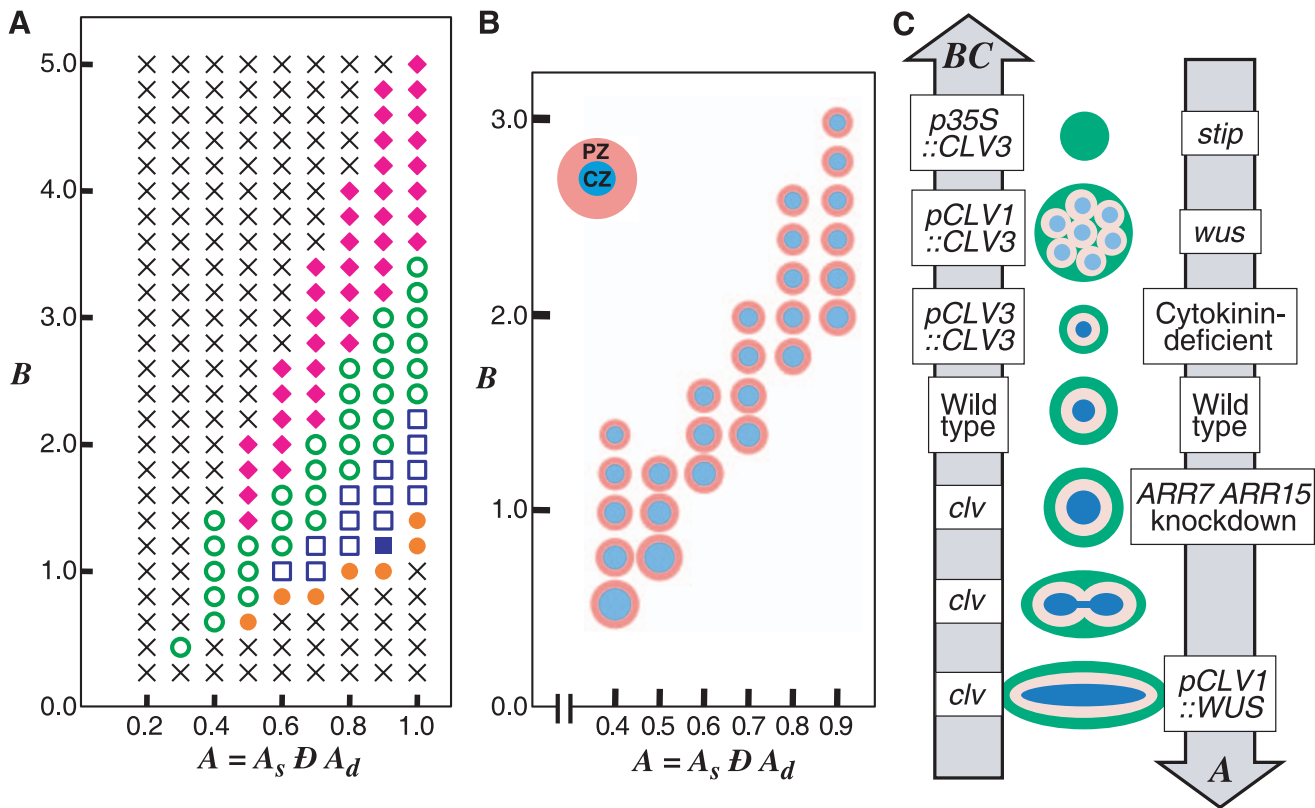 A
5.0
4.0
3.0
B
2.0
1.0
0.0
0.2 0.4 0.6 0.8 1.0
A = As Ð Ad
B
3.0
PZ
CZ
B
2.0
1.0
0.0
0.4 0.5 0.6 0.7 0.8 0.9
A = As Ð Ad
C
BC
p35S
::CLV3
pCLV1
::CLV3
pCLV3
::CLV3
Wild
type
clv
clv
clv
stip
wus
Cytokinin-
deficient
Wild
type
ARR7 ARR15
knockdown
pCLV1
::WUS
A